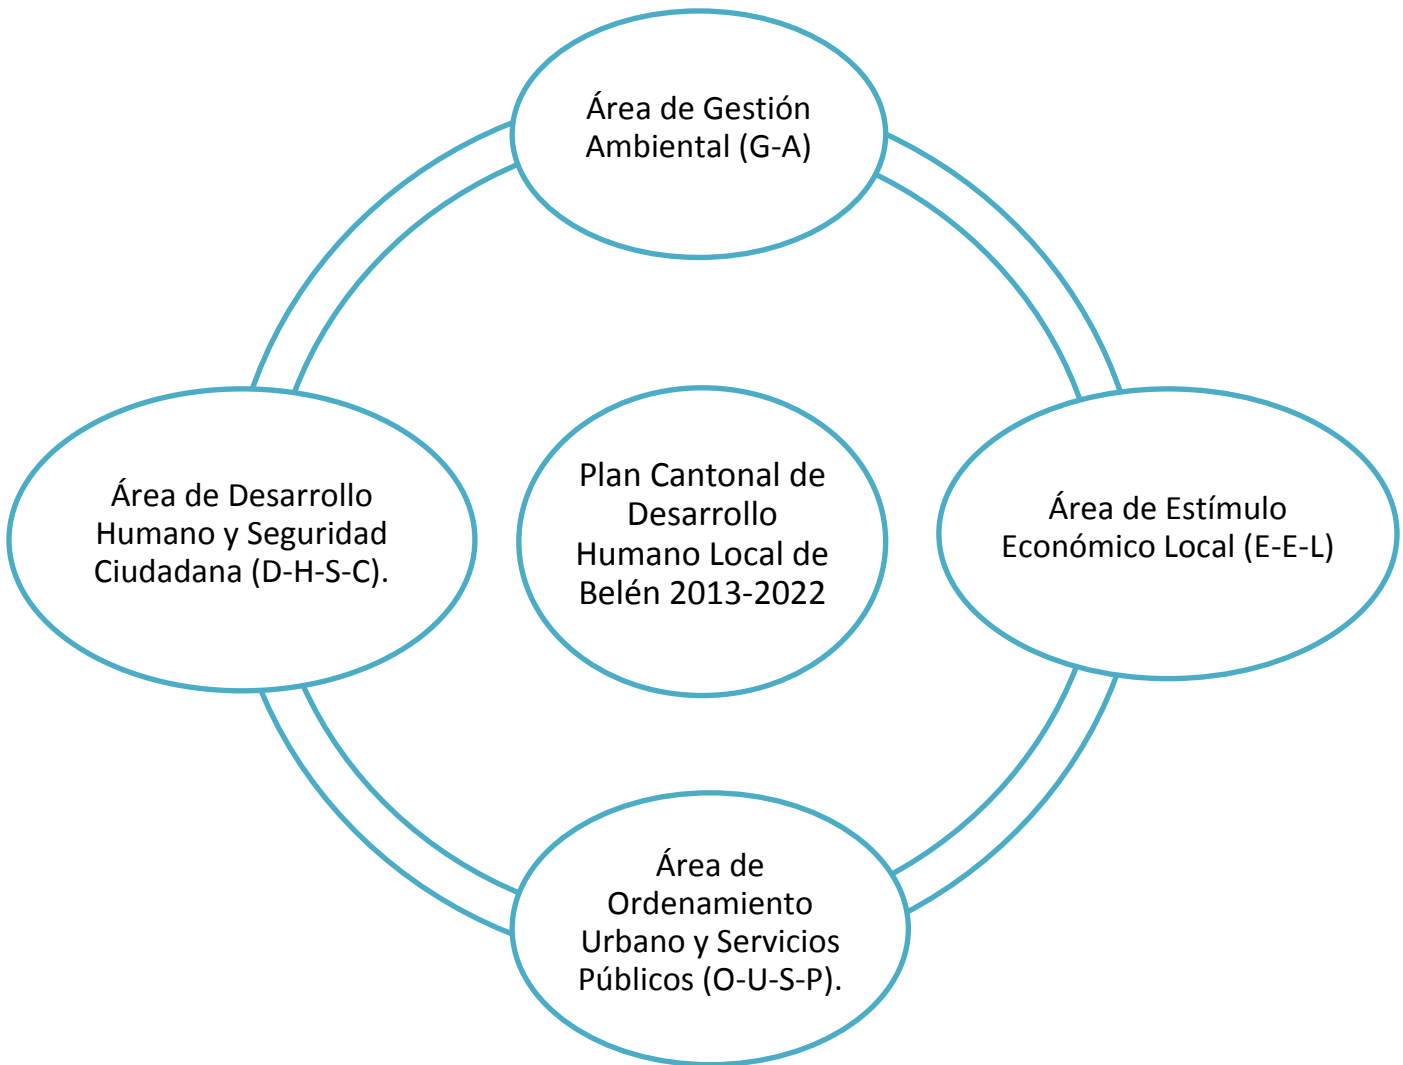 Área de Gestión
Ambiental (G-A)
Área de Desarrollo
Humano y Seguridad
Ciudadana (D-H-S-C).
Plan Cantonal de
Desarrollo
Humano Local de
Belén 2013-2022
Área de Estímulo
Económico Local (E-E-L)
Área de
Ordenamiento
Urbano y Servicios
Públicos (O-U-S-P).